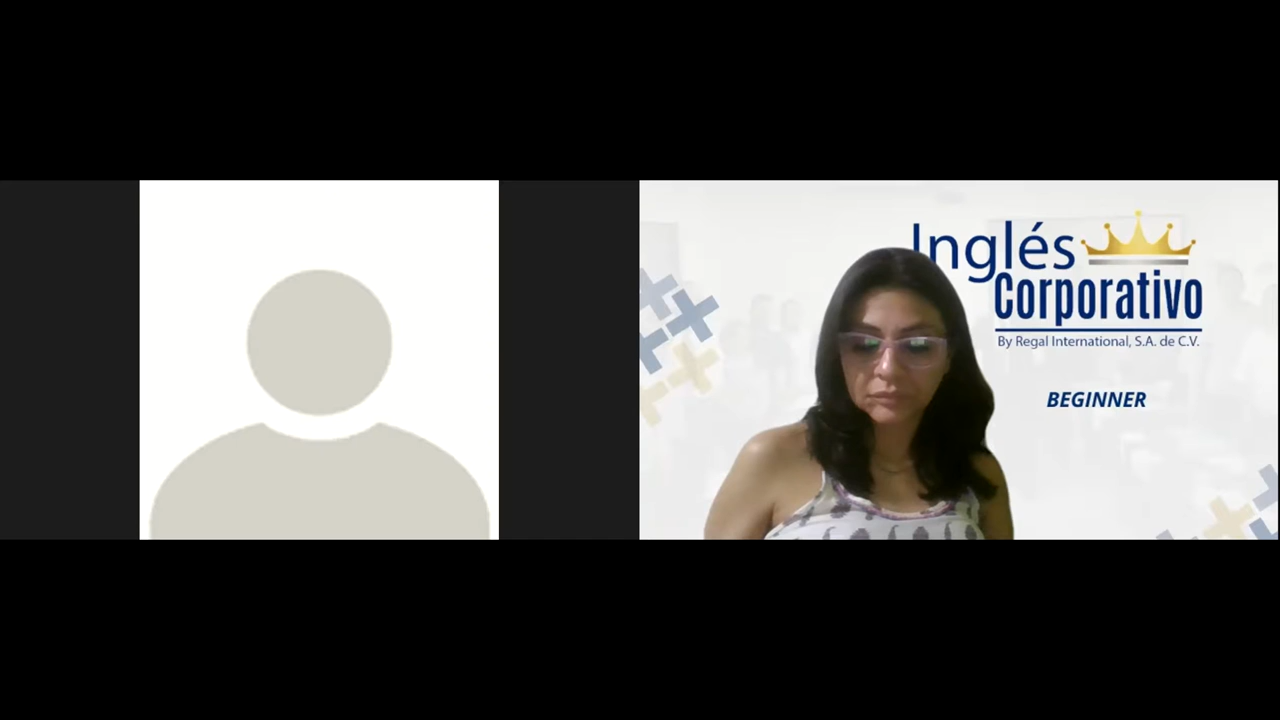 Inglés
Corporativo
By Regal International, S.A. de C.V.
BEGINNER